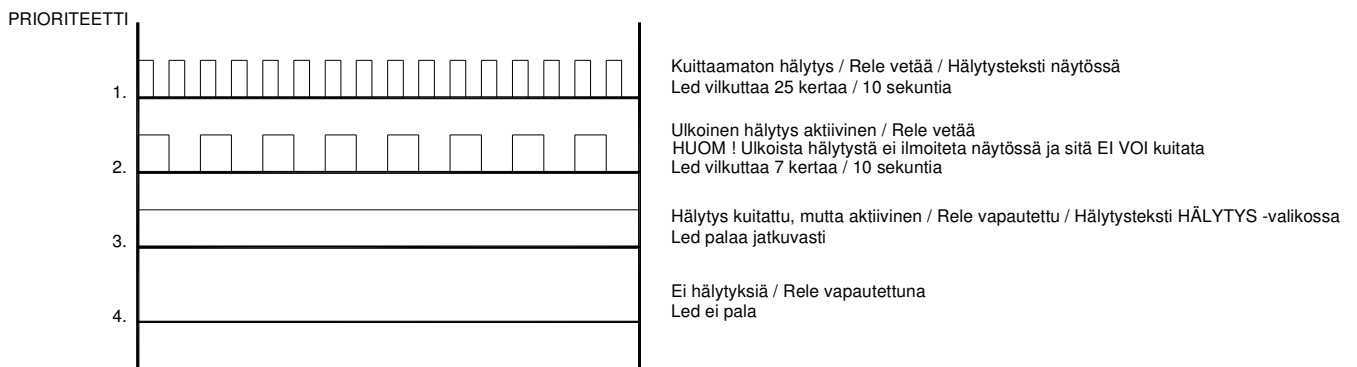 PRIORITEETTI
1.
Kuittaamaton hälytys / Rele vetää / Hälytysteksti näytössä
Led vilkuttaa 25 kertaa / 10 sekuntia
2.
Ulkoinen hälytys aktivinen / Rele vetää
HUOM ! Ulkoista hälytystä ei ilmoiteta näytössä ja sitä EI VOI kuitata
Led vilkuttaa 7 kertaa / 10 sekuntia
3.
Hälytys kuitattu, mutta aktiivinen / Rele vapautettu / Hälytysteksti HÄLYTYS -valikossa
Led palaa jatkuvasti
4.
Ei hälytyksiä / Rele vapautettuna
Led ei pala